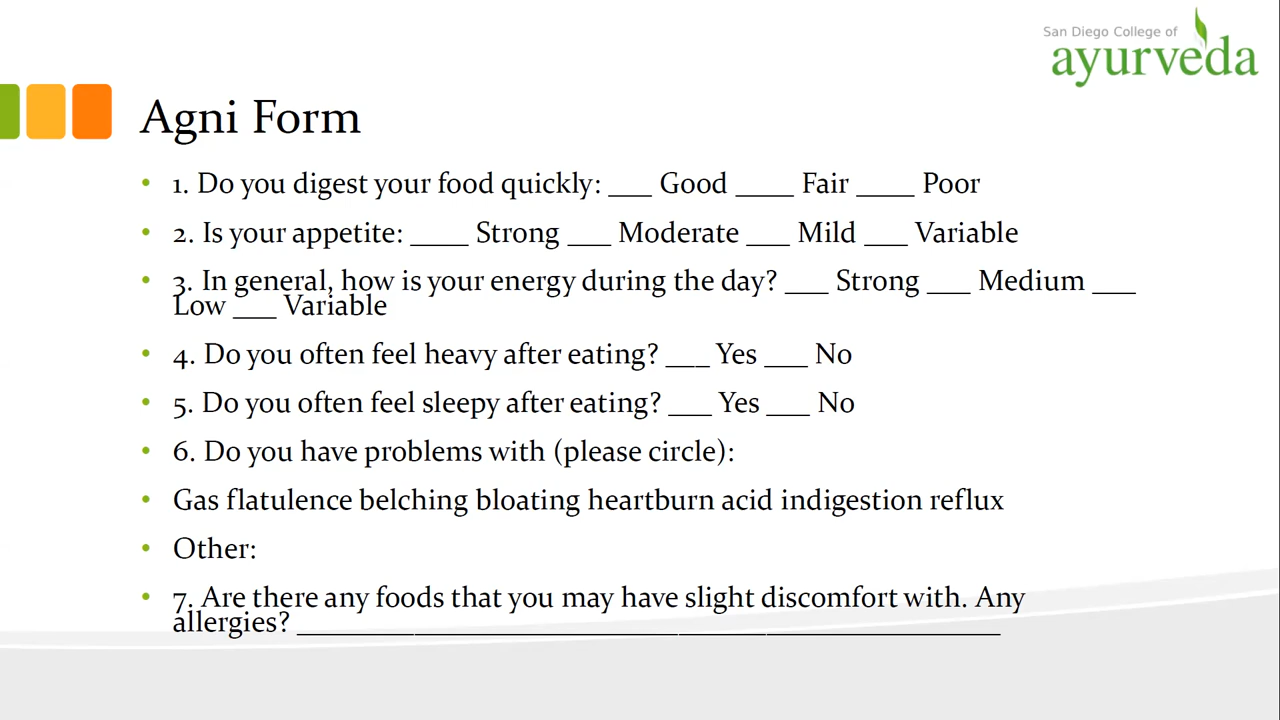 San Diego College of
ayurveda
Agni Form
• 1. Do you digest your food quickly: ___ Good ____ Fair ____ Poor
• 2. Is your appetite: ____ Strong ___ Moderate ___ Mild ___ Variable
• 3. In general, how is your energy during the day? ___ Strong ___ Medium ___
Low ___ Variable
• 4. Do you often feel heavy after eating? ___ Yes ___ No
• 5. Do you often feel sleepy after eating? ___ Yes ___ No
• 6. Do you have problems with (please circle):
• Gas flatulence belching bloating heartburn acid indigestion reflux
• Other:
• 7. Are there any foods that you may have slight discomfort with. Any
allergies? ________________________________________________